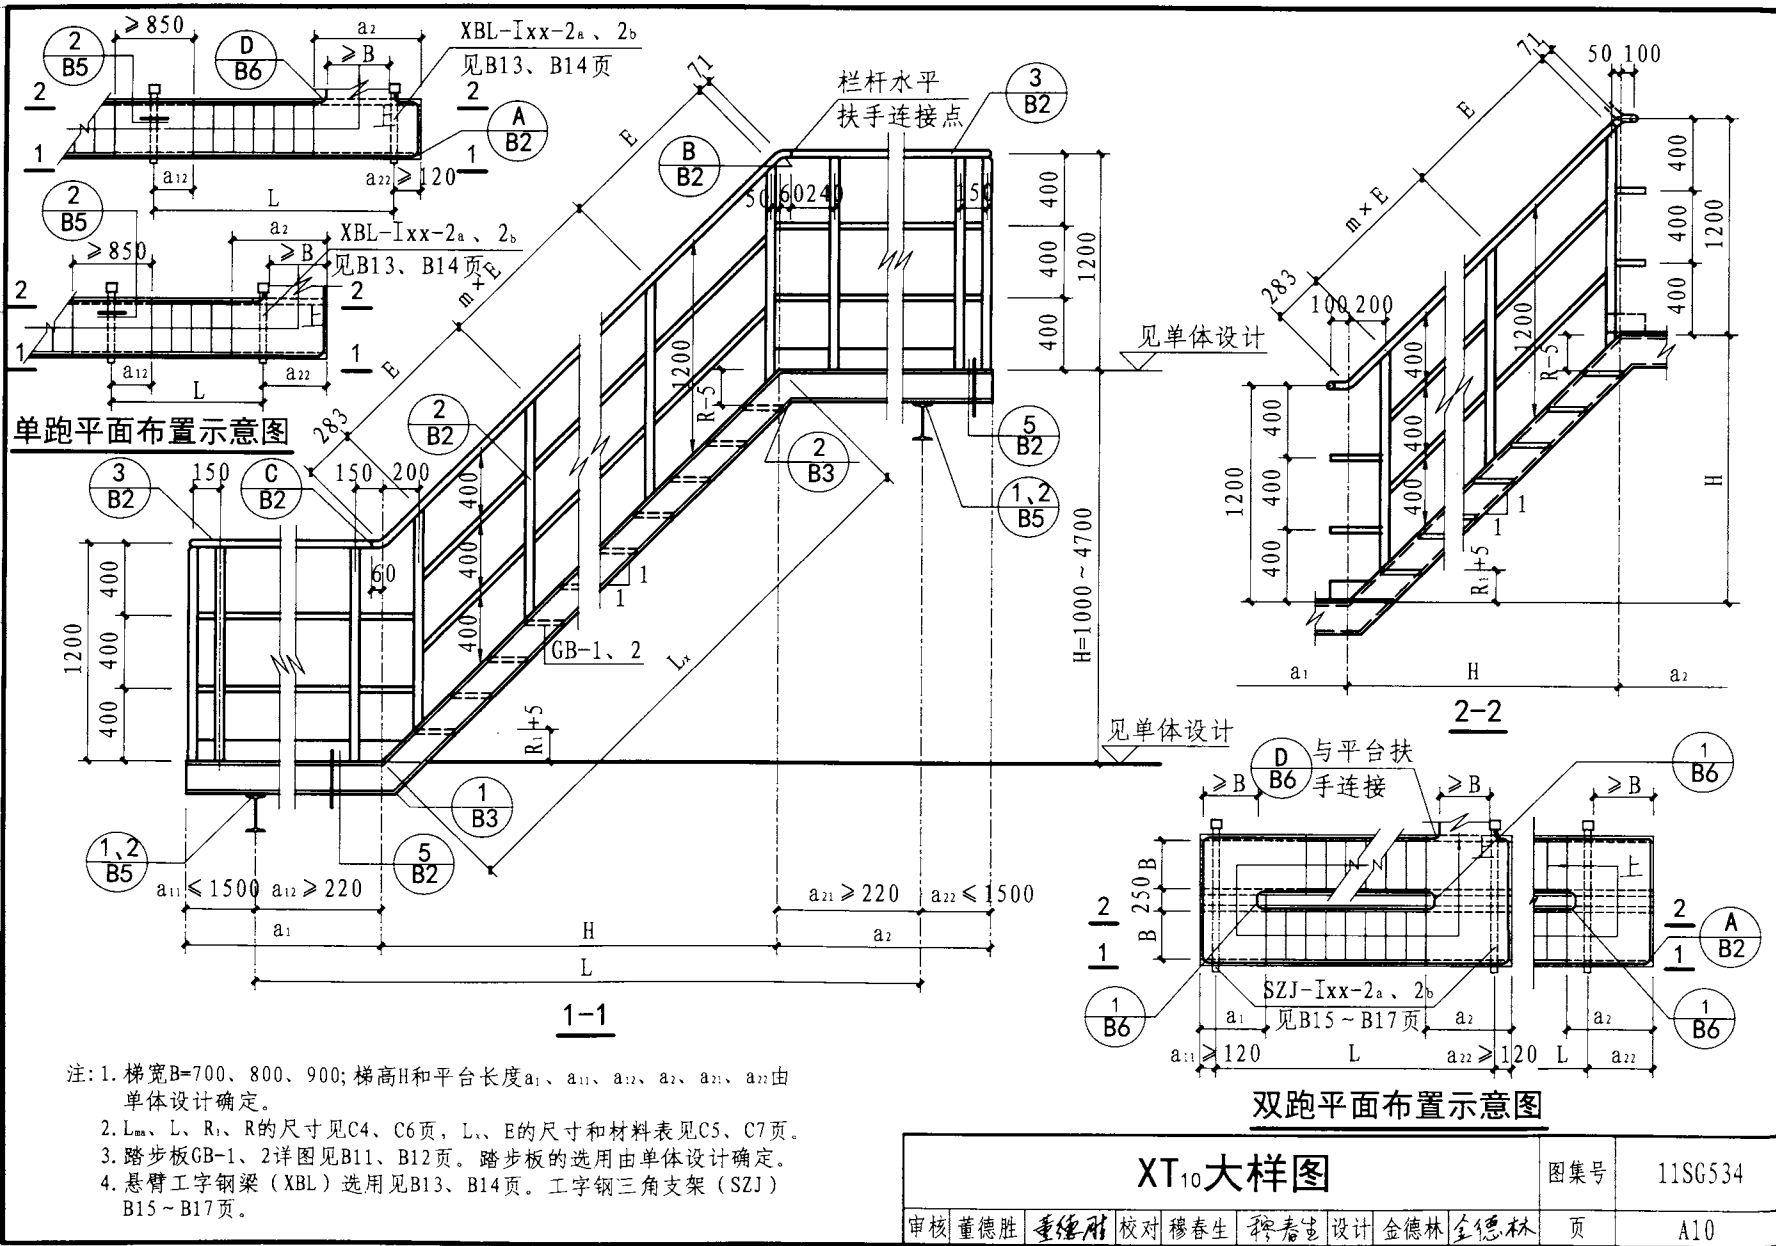 ≥850
a₂
≥B
XBL-Ixx-2a、2b
见B13、B14页
2
B5
D
B6
2
2
A
B2
1
1
a₁₂
a₂₂≥120
L
上
2
B5
a₂
XBL-Ixx-2a、2b
≥850
≥B
见B13、B14页
2
2
1
1
a₁₂
L
a₂₂
上
单跑平面布置示意图
71
E
栏杆水平
扶手连接点
3
B2
B
B2
50
60
240
150
400
400
400
1200
m×E
E
283
2
B2
1200
R-5
见单体设计
5
B2
2
B3
1、2
B5
3
B2
C
B2
150
150
200
400
400
400
60
400
400
400
1200
1
1
GB-1、2
Lₓ
H=1000~4700
R₁+5
见单体设计
1
B3
1、2
B5
5
B2
a₁₁≤1500
a₁₂≥220
a₂₁≥220
a₂₂≤1500
a₁
H
a₂
L
1-1
71
50
100
E
m×E
283
100
200
400
400
400
1200
1200
R-5
400
400
400
1200
400
400
1
1
R₁+5
H
a₁
H
a₂
2-2
D
B6
与平台扶
手连接
1
B6
≥B
≥B
≥B
B
250
B
上
上
2
2
1
1
A
B2
1
B6
SZJ-Ixx-2a、2b
见B15~B17页
1
B6
a₁
a₂
a₂
a₁₁≥120
L
a₂₂≥120
L
a₂₂
双跑平面布置示意图
注:1. 梯宽B=700、800、900;梯高H和平台长度a₁、a₁₁、a₁₂、a₂、a₂₁、a₂₂由
单体设计确定。
2. 、L、R₁、R的尺寸见C4、C6页,Lₓ、E的尺寸和材料表见C5、C7页。
3. 踏步板GB-1、2详图见B11、B12页。踏步板的选用由单体设计确定。
4. 悬臂工字钢梁(XBL)选用见B13、B14页。工字钢三角支架(SZJ)
B15~B17页。
XT₁₀大样图
图集号
11SG534
审核 董德胜 董德胜 校对 穆春生 穆春生 设计 金德林 金德林
页
A10